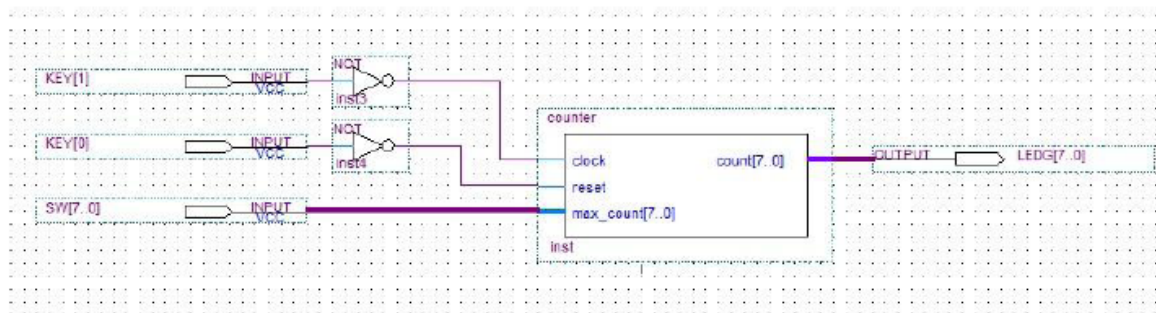 KEY[1] INPUT VCC
NOT
inst3
KEY[0] INPUT VCC
NOT
inst4
SW[7..0] INPUT VCC
counter
clock count[7..0]
reset
max_count[7..0]
inst
OUTPUT LEDG[7..0]